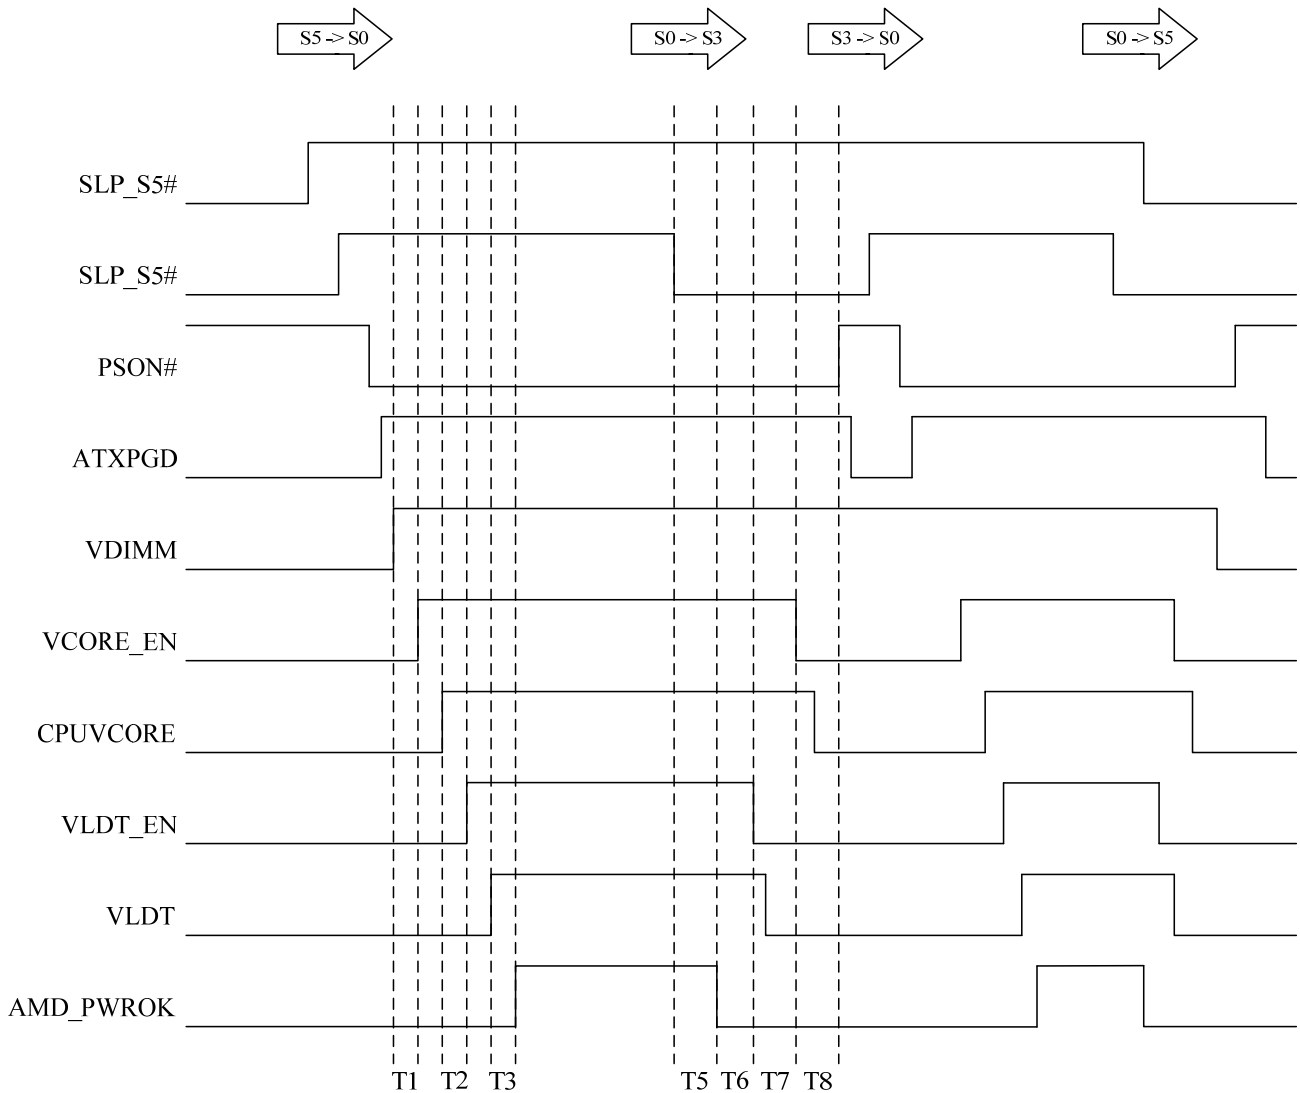 S5 -> S0
S0 -> S3
S3 -> S0
S0 -> S5
SLP_S5#
SLP_S5#
PSON#
ATXPGD
VDIMM
VCORE_EN
CPUVCORE
VLDT_EN
VLDT
AMD_PWROK
T1 T2 T3 T5 T6 T7 T8